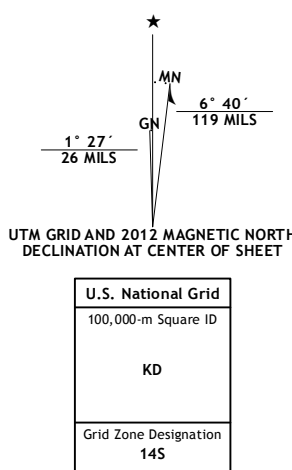 ★
MN
GN
6° 40´
119 MILS
1° 27´
26 MILS
UTM GRID AND 2012 MAGNETIC NORTH
DECLINATION AT CENTER OF SHEET
U.S. National Grid
100,000-m Square ID
KD
Grid Zone Designation
14S